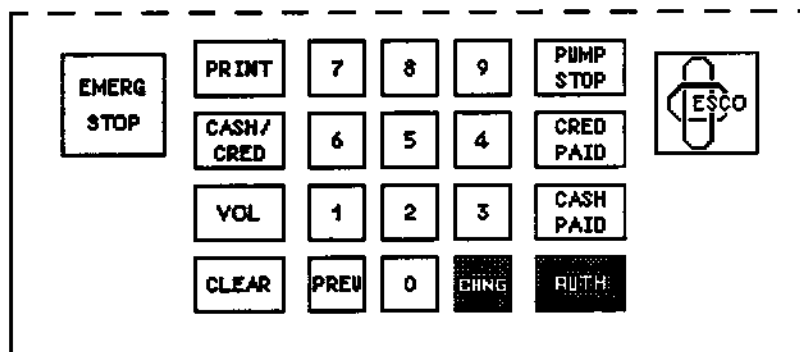 EMERG
STOP
PRINT
7
8
9
PUMP
STOP
ESCO
CASH/
CRED
6
5
4
CRED
PAID
VOL
1
2
3
CASH
PAID
CLEAR
PREV
0
CHNG
AUTH